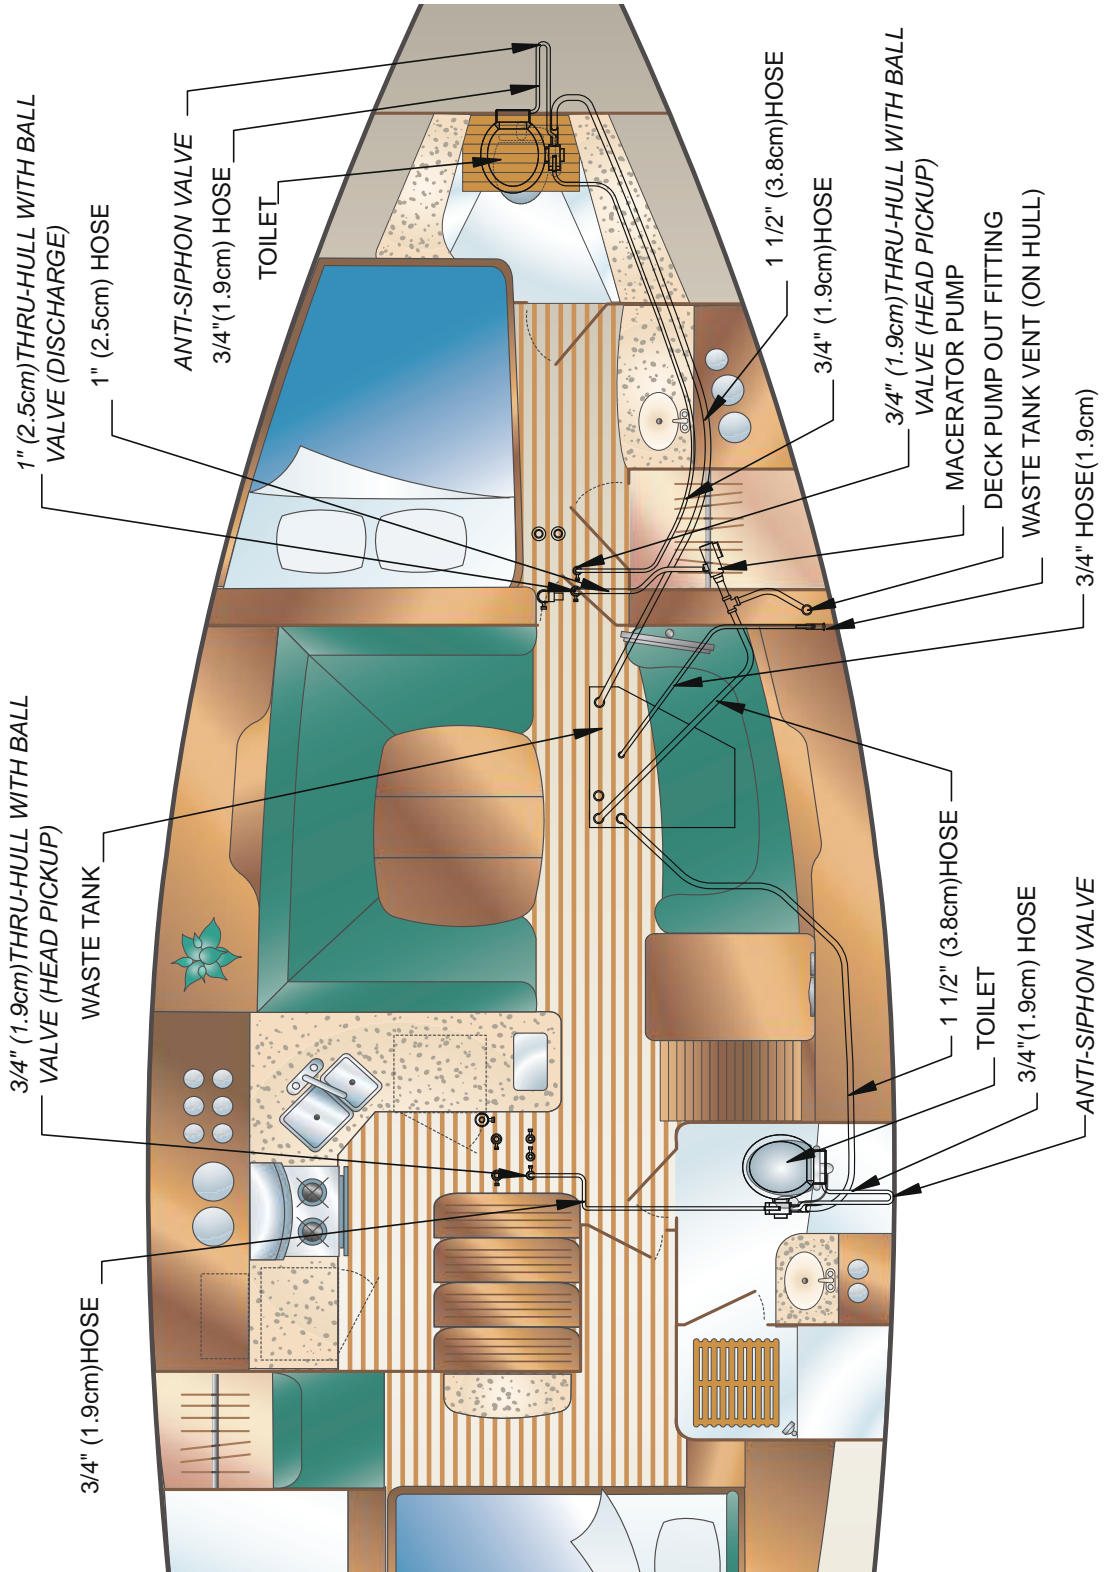 1" (2.5cm)THRU-HULL WITH BALL
VALVE (DISCHARGE)
1" (2.5cm) HOSE
ANTI-SIPHON VALVE
3/4"(1.9cm) HOSE
TOILET
1 1/2" (3.8cm)HOSE
3/4" (1.9cm)HOSE
3/4" (1.9cm)THRU-HULL WITH BALL
VALVE (HEAD PICKUP)
MACERATOR PUMP
DECK PUMP OUT FITTING
WASTE TANK VENT (ON HULL)
3/4" HOSE(1.9cm)
3/4" (1.9cm)THRU-HULL WITH BALL
VALVE (HEAD PICKUP)
WASTE TANK
3/4" (1.9cm)HOSE
1 1/2" (3.8cm)HOSE
TOILET
3/4"(1.9cm) HOSE
ANTI-SIPHON VALVE